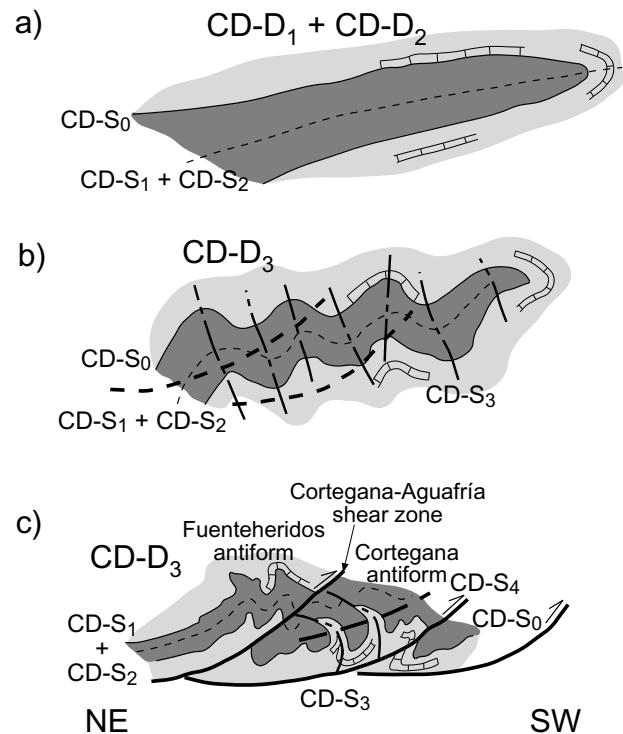 a)
CD-D1 + CD-D2
CD-S0
CD-S1 + CD-S2
b)
CD-D3
CD-S0
CD-S1 + CD-S2
CD-S3
c)
Cortegana-Aguafría
shear zone
Fuenteheridos
antiform
Cortegana
antiform
CD-D3
CD-S4
CD-S0
CD-S1
+
CD-S2
CD-S3
NE
SW